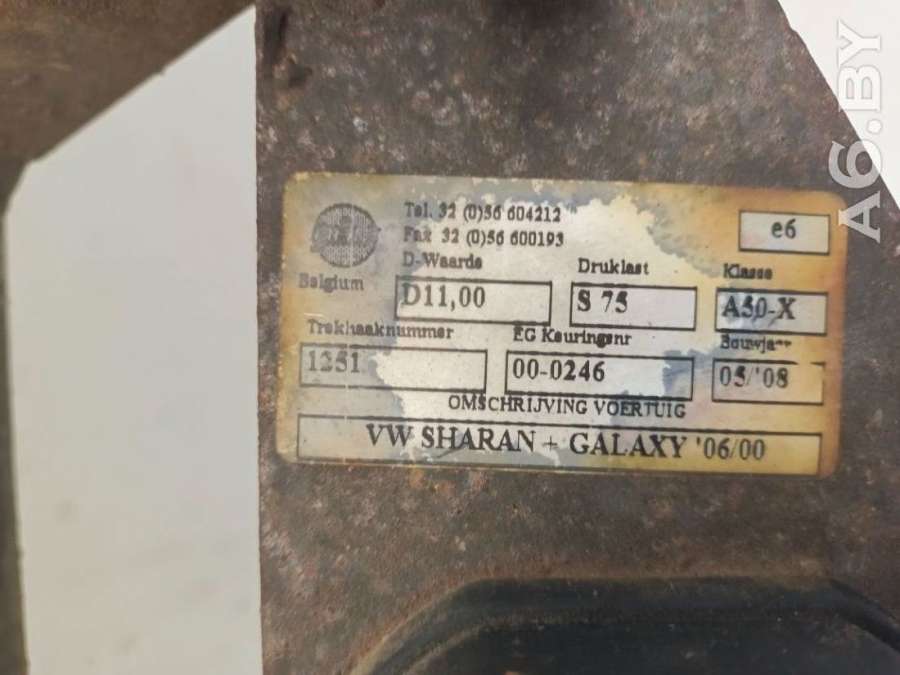 Tel. 32 (0)56 604212
Fax 32 (0)56 600193
e6
Belgium
D-Waarde
Druklast
Klasse
D11,00
S 75
A50-X
Trekhaaknummer
EG Keuringsnr
Bouwjaar
1251
00-0246
05/'08
OMSCHRIJVING VOERTUIG
VW SHARAN + GALAXY '06/00
A6.BY